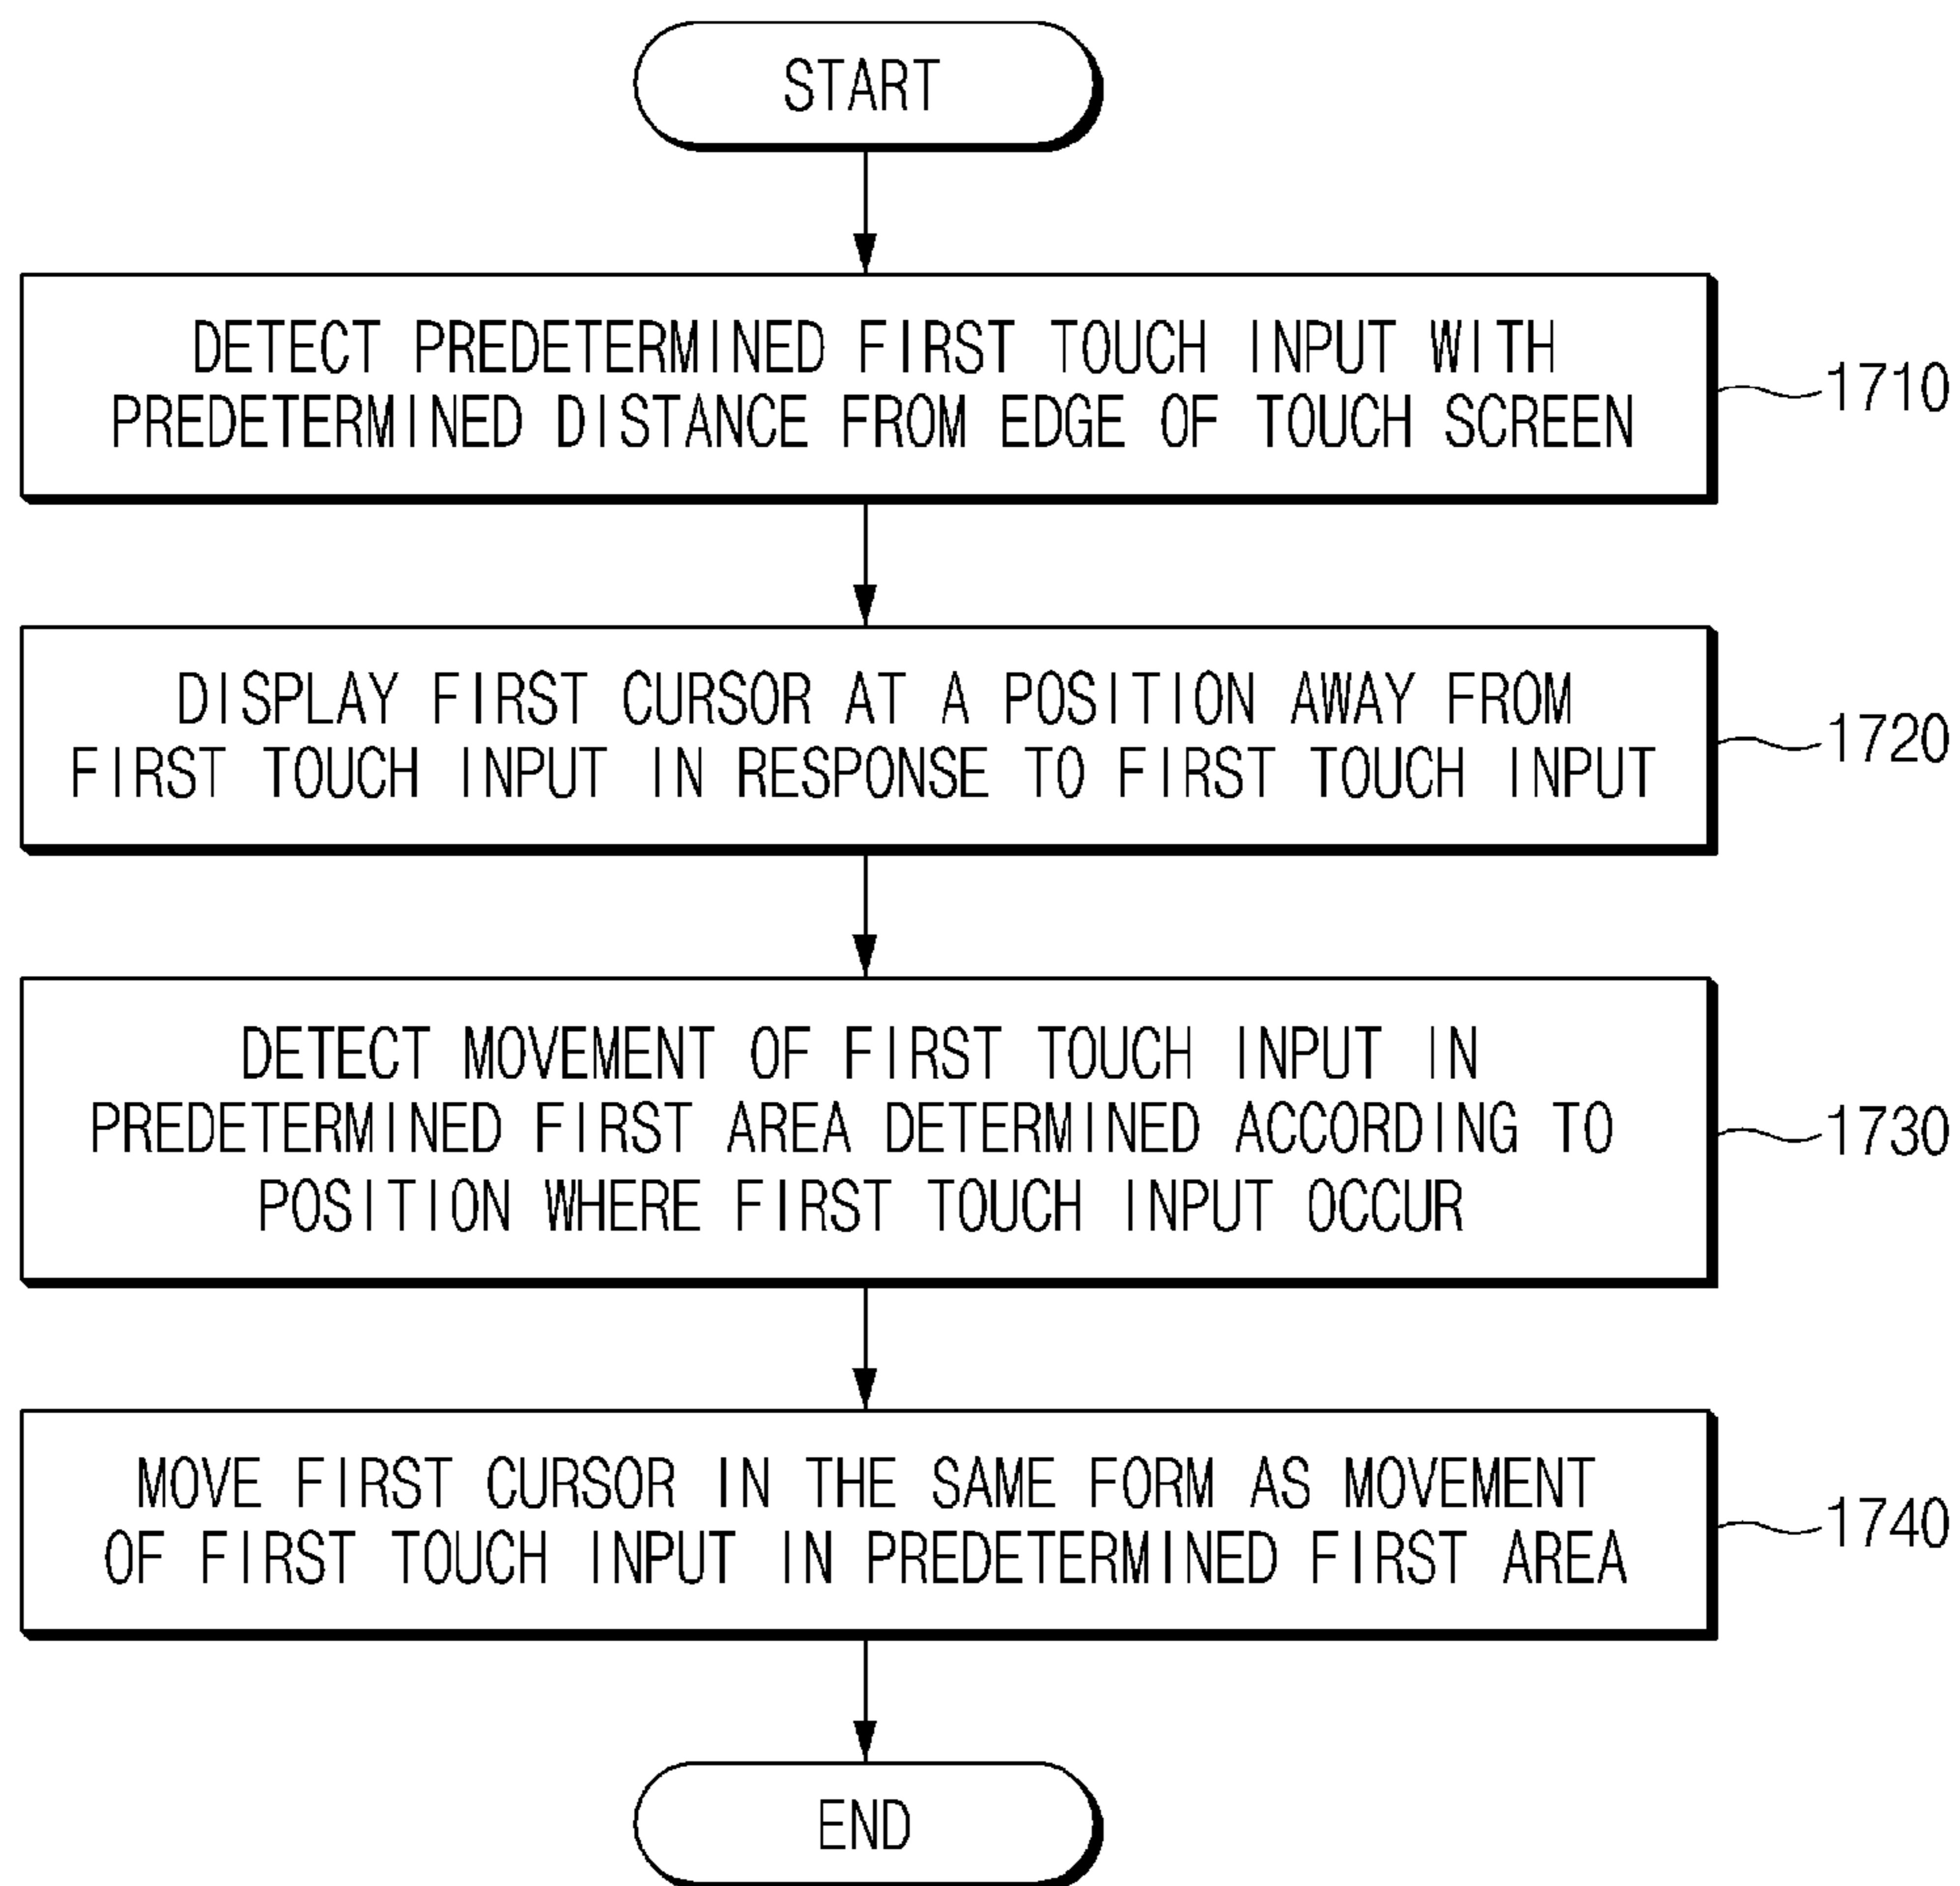 START
DETECT PREDETERMINED FIRST TOUCH INPUT WITH
PREDETERMINED DISTANCE FROM EDGE OF TOUCH SCREEN
1710
DISPLAY FIRST CURSOR AT A POSITION AWAY FROM
FIRST TOUCH INPUT IN RESPONSE TO FIRST TOUCH INPUT
1720
DETECT MOVEMENT OF FIRST TOUCH INPUT IN
PREDETERMINED FIRST AREA DETERMINED ACCORDING TO
POSITION WHERE FIRST TOUCH INPUT OCCUR
1730
MOVE FIRST CURSOR IN THE SAME FORM AS MOVEMENT
OF FIRST TOUCH INPUT IN PREDETERMINED FIRST AREA
1740
END